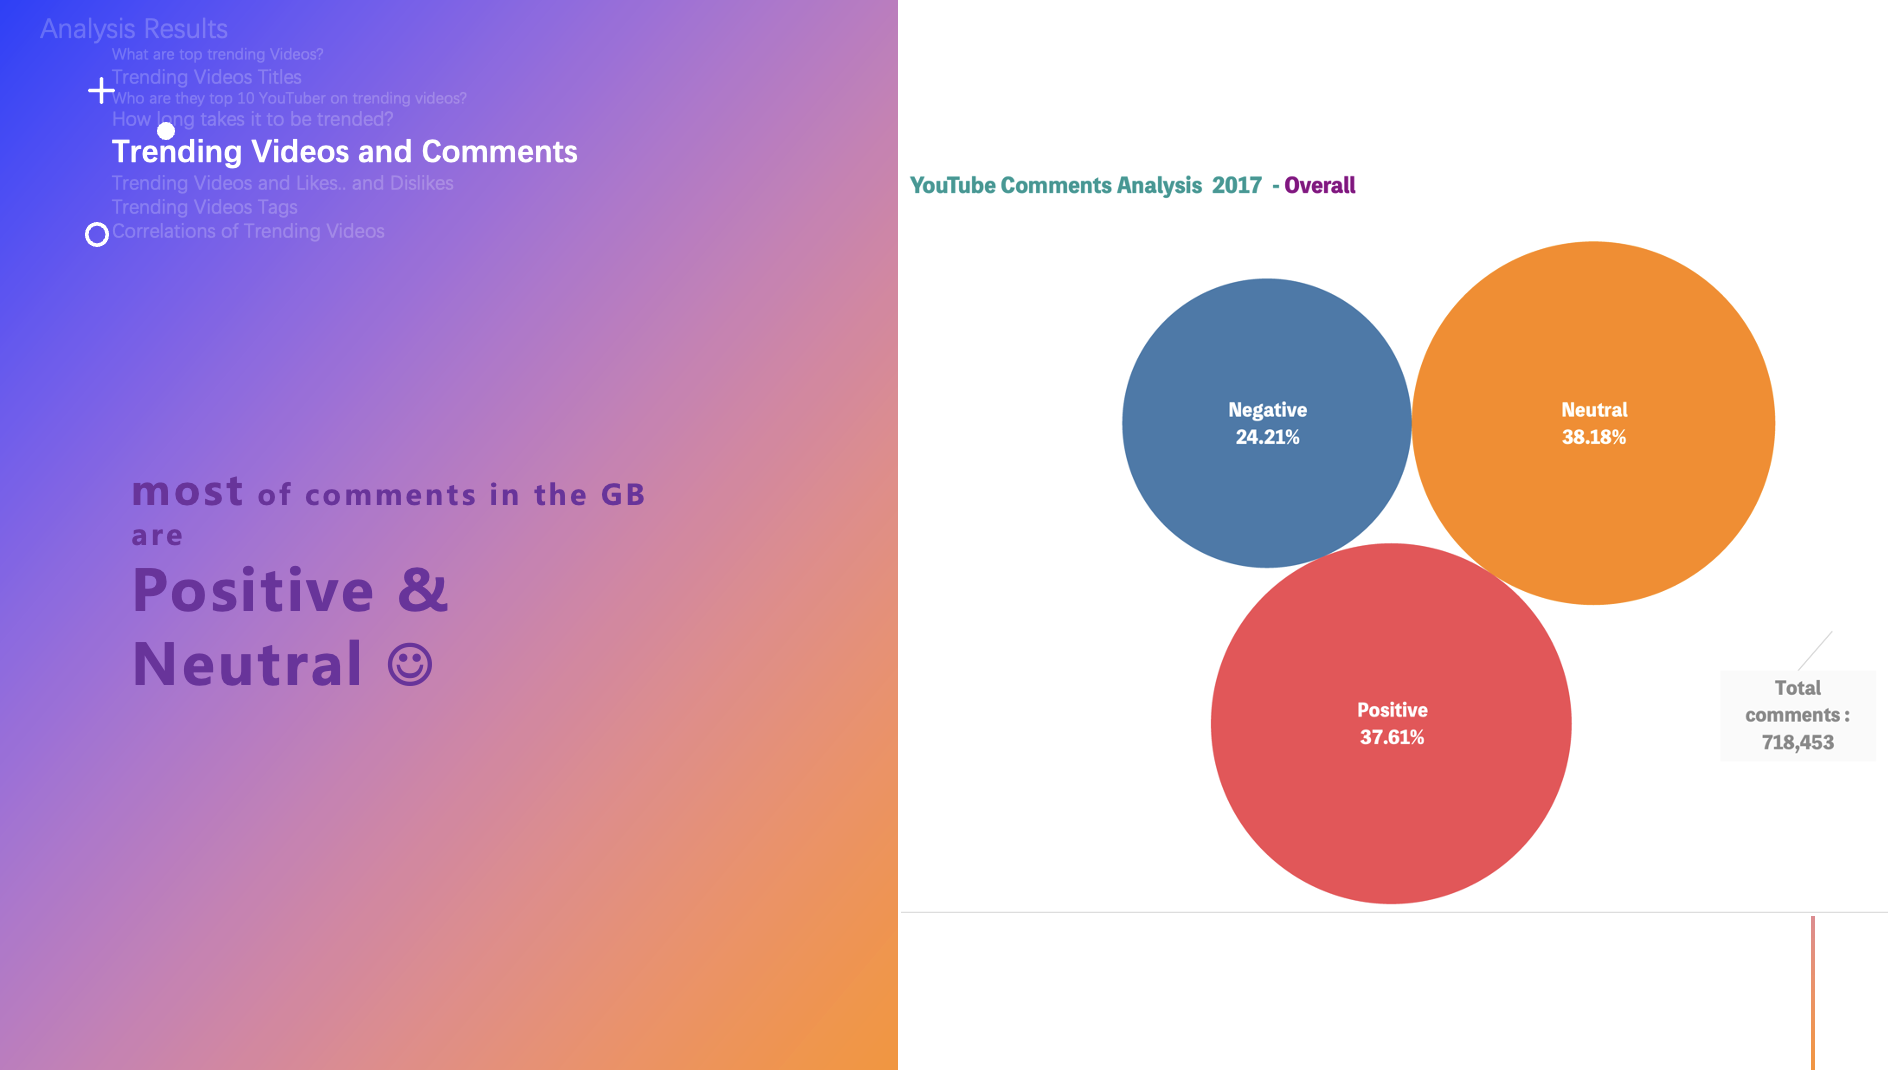 Analysis Results
What are top trending Videos?
Trending Videos Titles
Who are they top 10 YouTuber on trending videos?
How long takes it to be trended?
Trending Videos and Comments
Trending Videos and Likes.. and Dislikes
Trending Videos Tags
Correlations of Trending Videos
most of comments in the GB
are
Positive &
Neutral ☺
YouTube Comments Analysis 2017 - Overall
Negative
24.21%
Neutral
38.18%
Positive
37.61%
Total
comments :
718,453